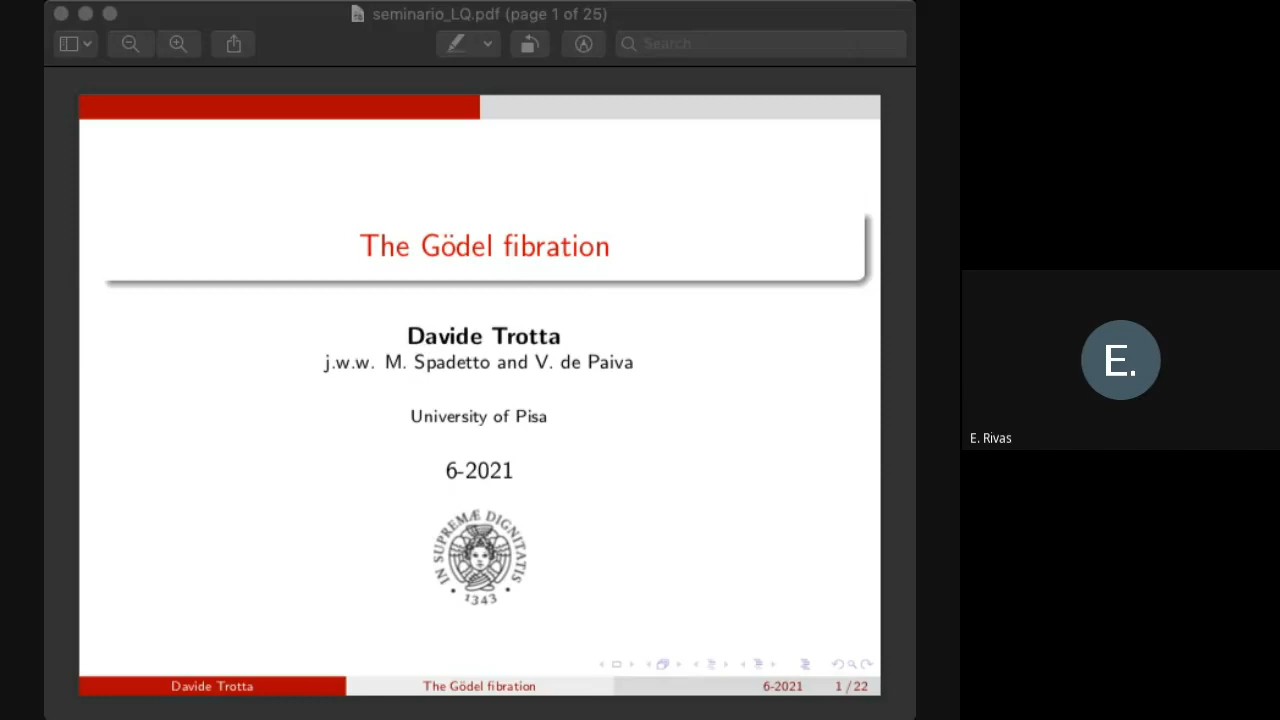 seminario_LQ.pdf (page 1 of 25)
Search
The Gödel fibration
Davide Trotta
j.w.w. M. Spadetto and V. de Paiva
University of Pisa
6-2021
IN SUPREMÆ DIGNITATIS
1343
Davide Trotta
The Gödel fibration
6-2021
1 / 22
E.
E. Rivas